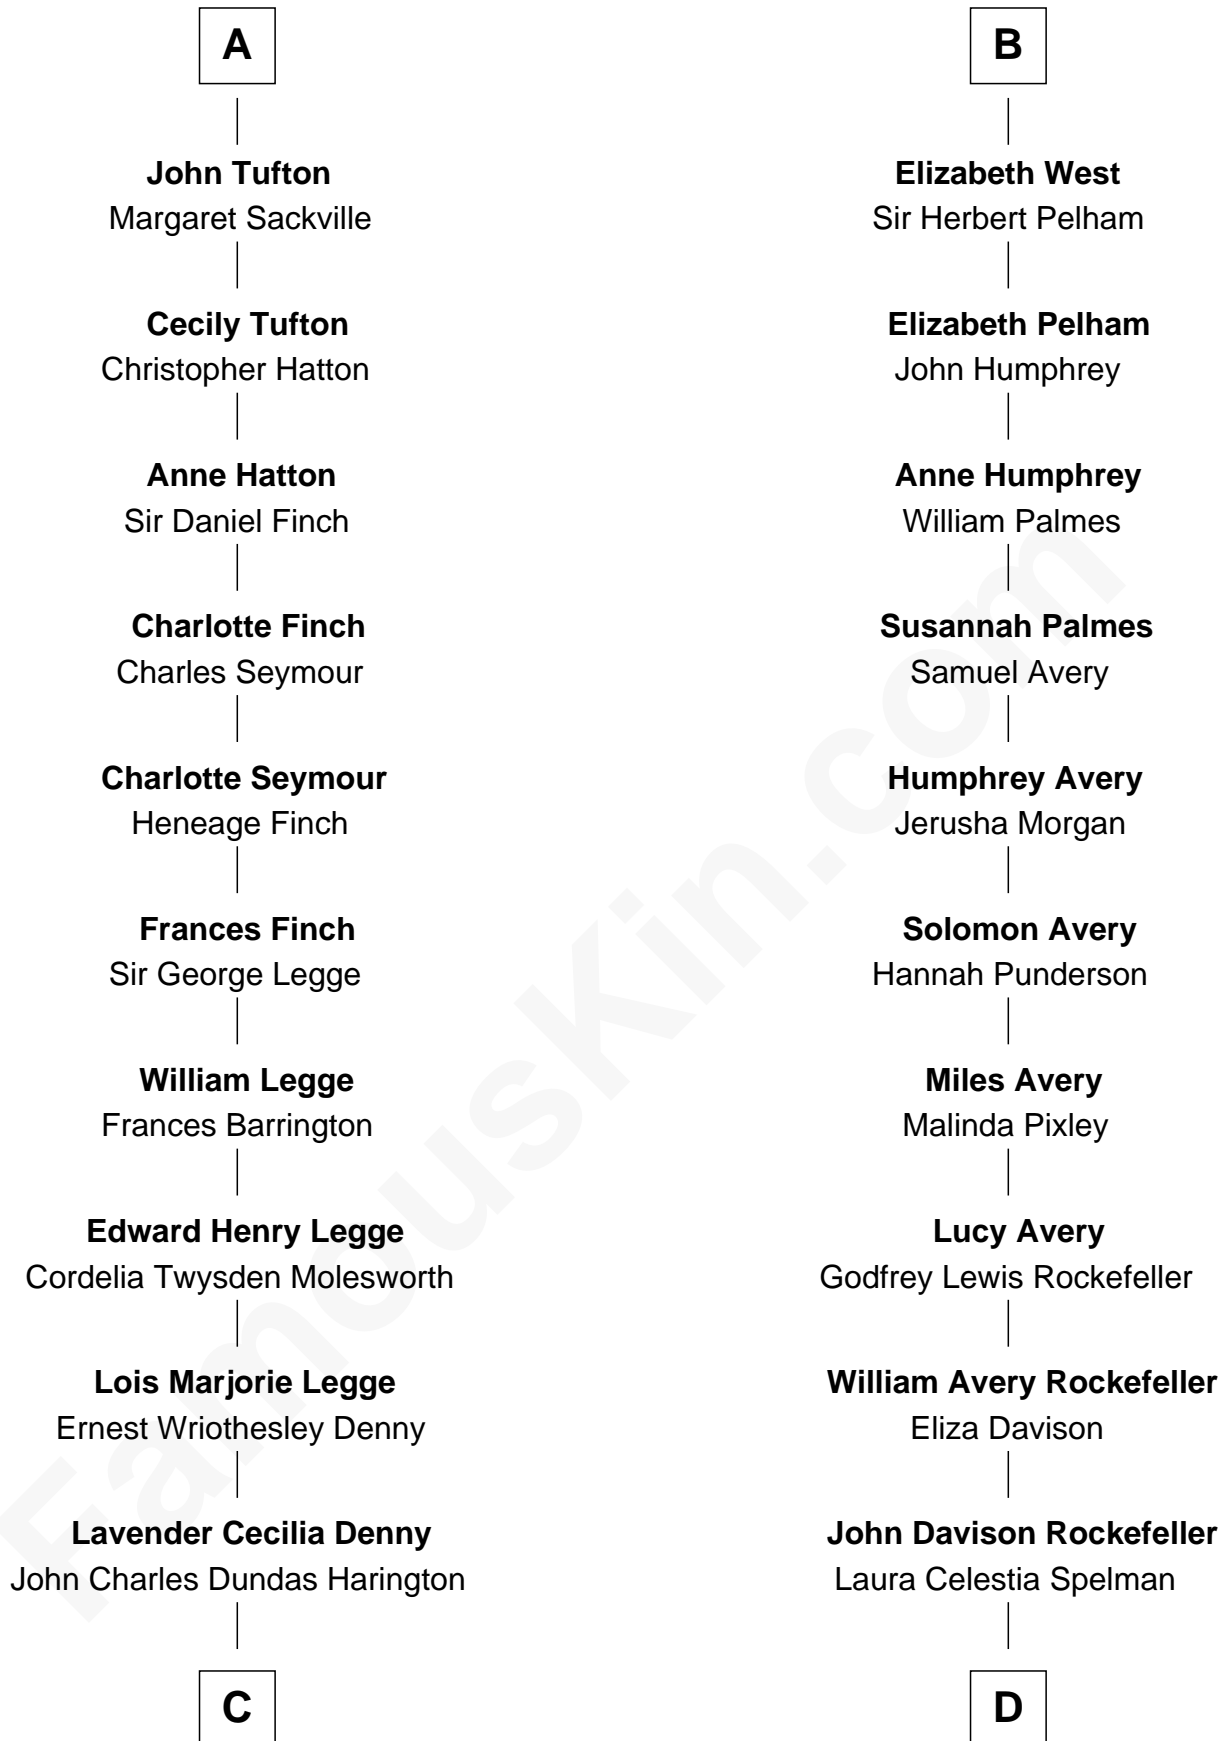 A
John Tufton
Margaret Sackville
Cecily Tufton
Christopher Hatton
Anne Hatton
Sir Daniel Finch
Charlotte Finch
Charles Seymour
Charlotte Seymour
Heneage Finch
Frances Finch
Sir George Legge
William Legge
Frances Barrington
Edward Henry Legge
Cordelia Twysden Molesworth
Lois Marjorie Legge
Ernest Wriothesley Denny
Lavender Cecilia Denny
John Charles Dundas Harington
C
B
Elizabeth West
Sir Herbert Pelham
Elizabeth Pelham
John Humphrey
Anne Humphrey
William Palmes
Susannah Palmes
Samuel Avery
Humphrey Avery
Jerusha Morgan
Solomon Avery
Hannah Punderson
Miles Avery
Malinda Pixley
Lucy Avery
Godfrey Lewis Rockefeller
William Avery Rockefeller
Eliza Davison
John Davison Rockefeller
Laura Celestia Spelman
D
FamousKin.com